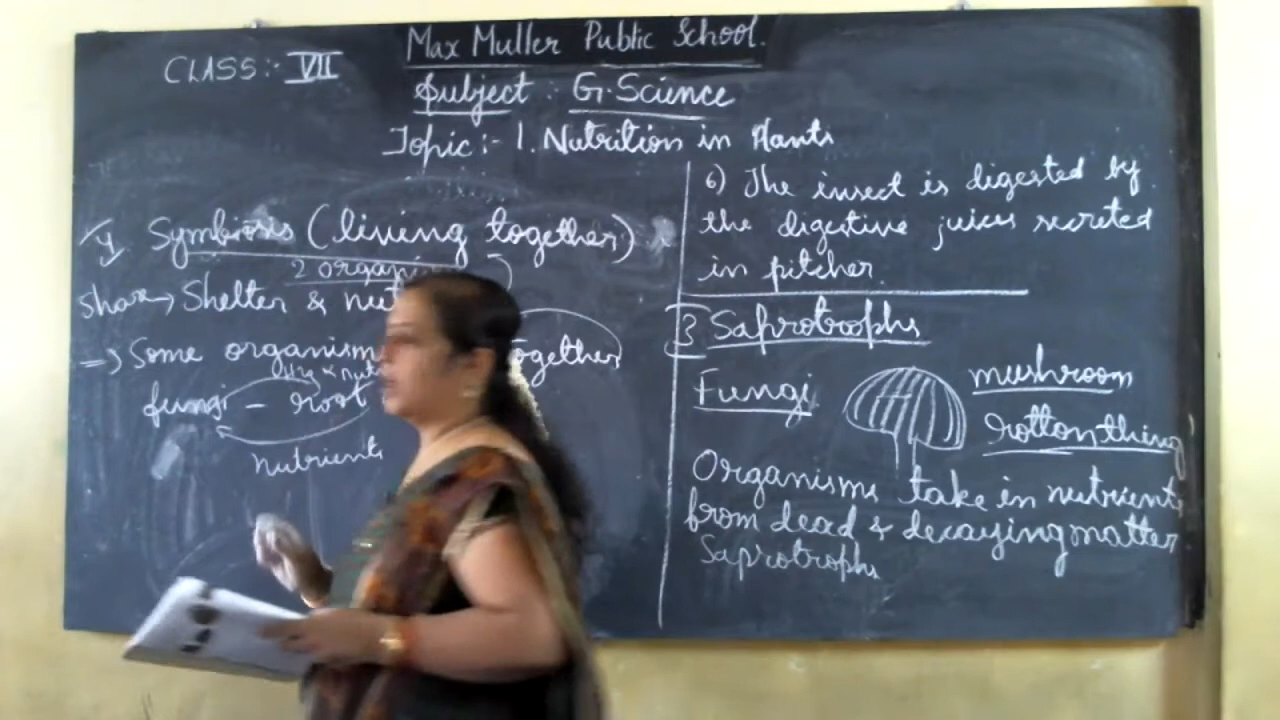 Max Muller Public School.
CLASS:- VII
Subject : G.Science
Topic:- 1. Nutrition in Plants
Symbiosis (living together)
2 organi
Share → Shelter & nut
=> Some organism ogether
fungi - root
nutrients
6) The insect is digested by
the digestive juices secreted
in pitcher.
3 Saprotrophs
Fungi
mushroom
rotton thing
Organisms take in nutrients
from dead & decaying matter
Saprotrophs